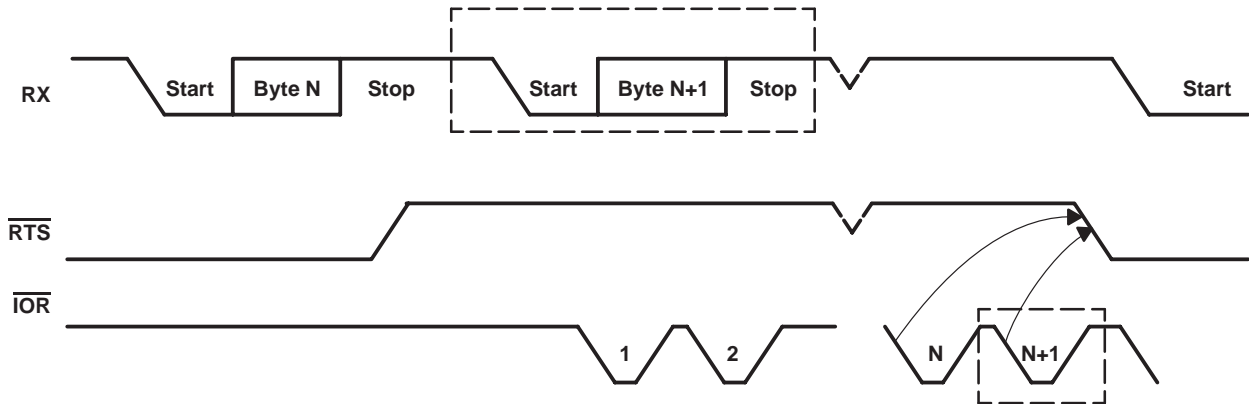 RX Start Byte N Stop Start Byte N+1 Stop Start
RTS
IOR
1 2 N N+1